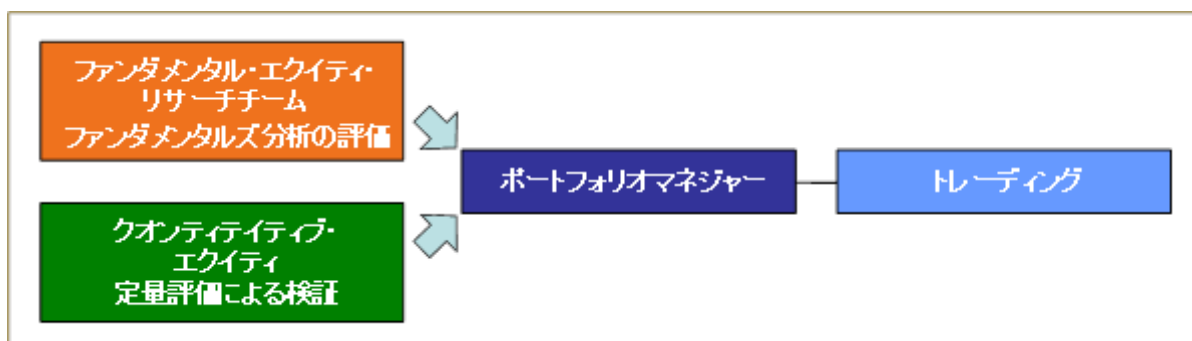 ファンダメンタル・エクイティ・
リサーチチーム
ファンダメンタルズ分析の評価
クオンティテイティブ・
エクイティ
定量評価による検証
ポートフォリオマネジャー
トレーディング